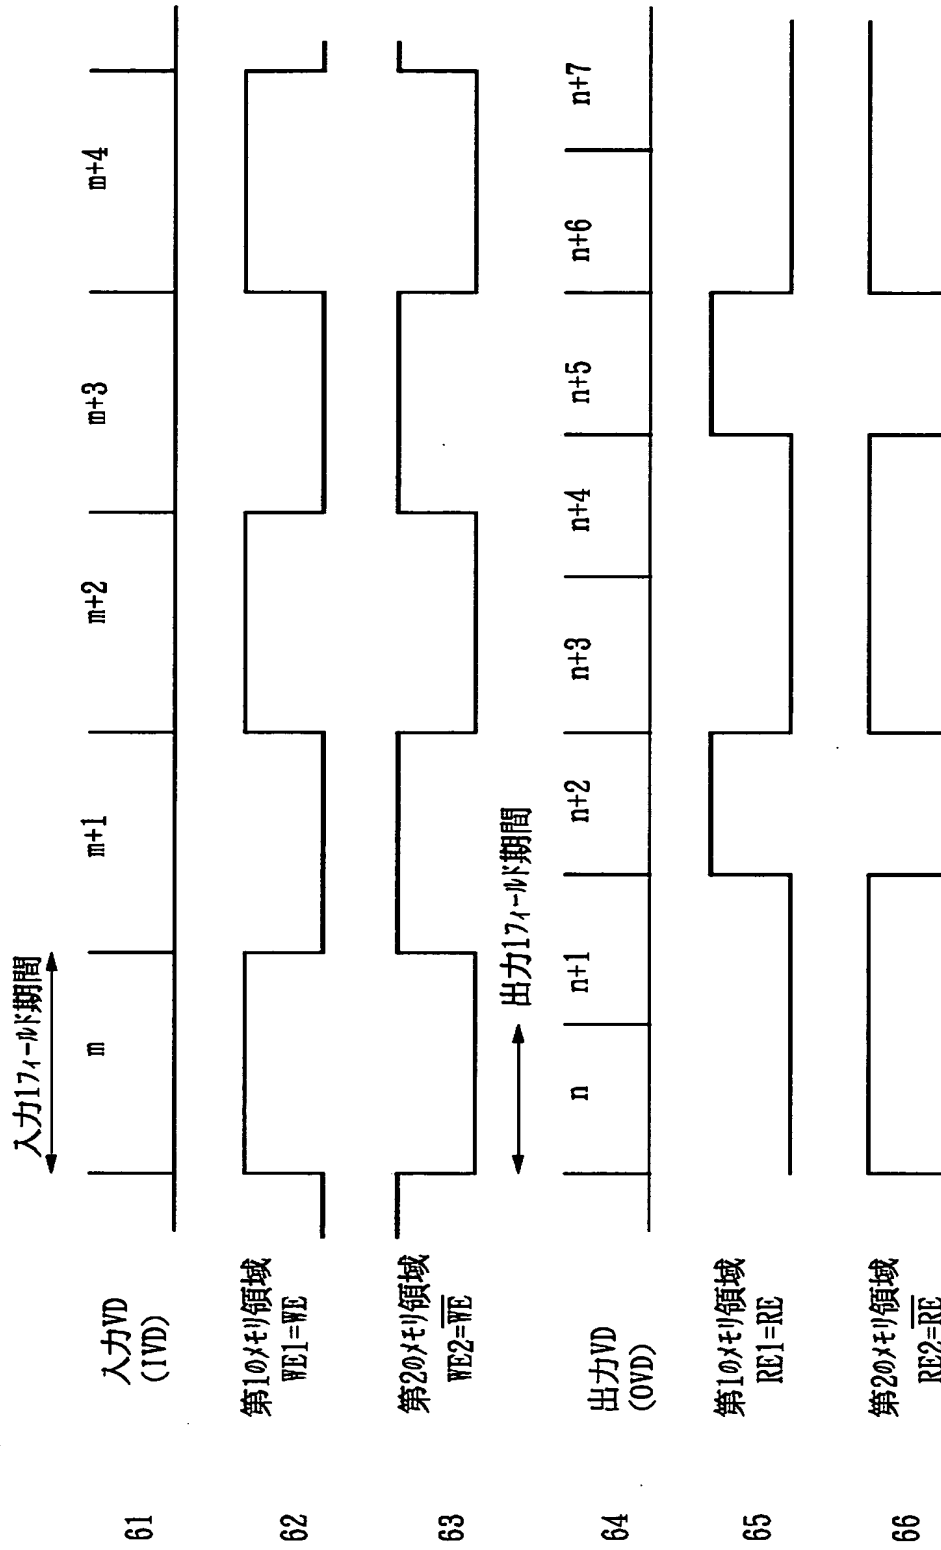 入力1フィールド期間
61
入力VD
(IVD)
m
m+1
m+2
m+3
m+4
62
第1のメモリ領域
WE1=WE
63
第2のメモリ領域
WE2=W̅E̅
出力1フィールド期間
64
出力VD
(OVD)
n
n+1
n+2
n+3
n+4
n+5
n+6
n+7
65
第1のメモリ領域
RE1=RE
66
第2のメモリ領域
RE2=R̅E̅